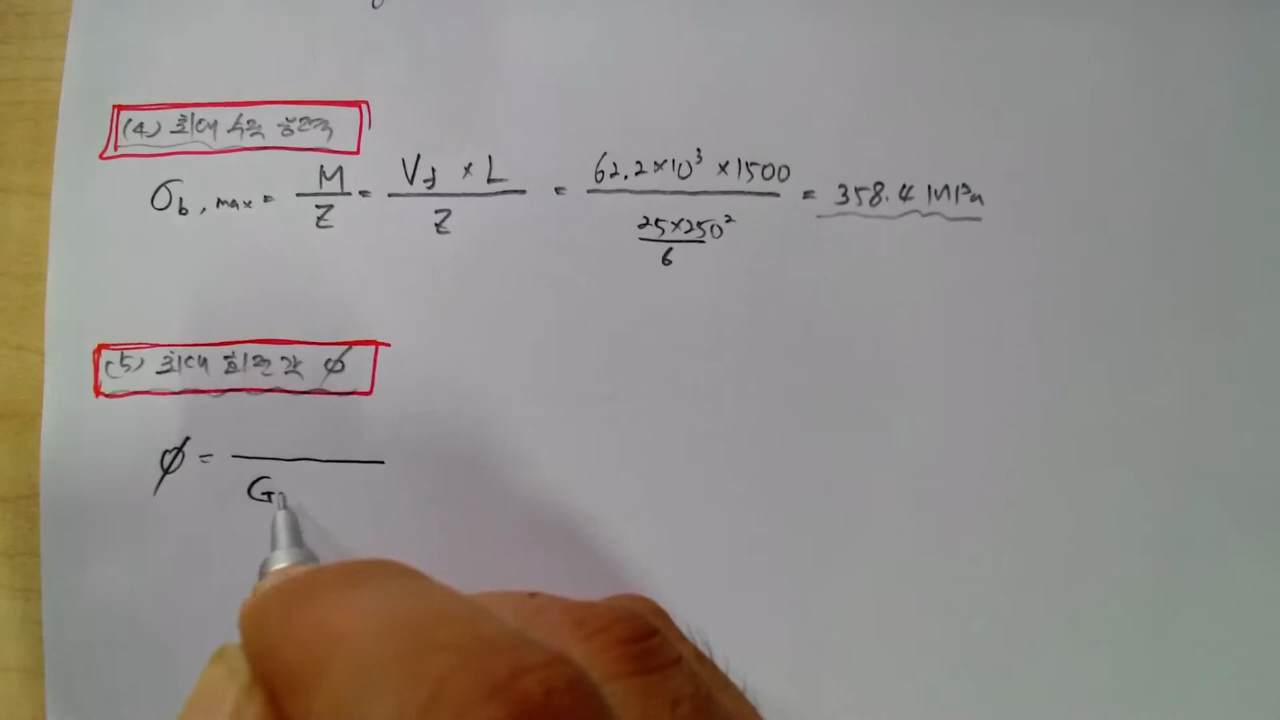 (4) 최대 수직 응력
σb, max = M/Z = Vf × L / Z = 62.2×10³ ×1500 / (25×250²/6) = 358.4 MPa
(5) 최대 회전각 ϕ
ϕ = / G